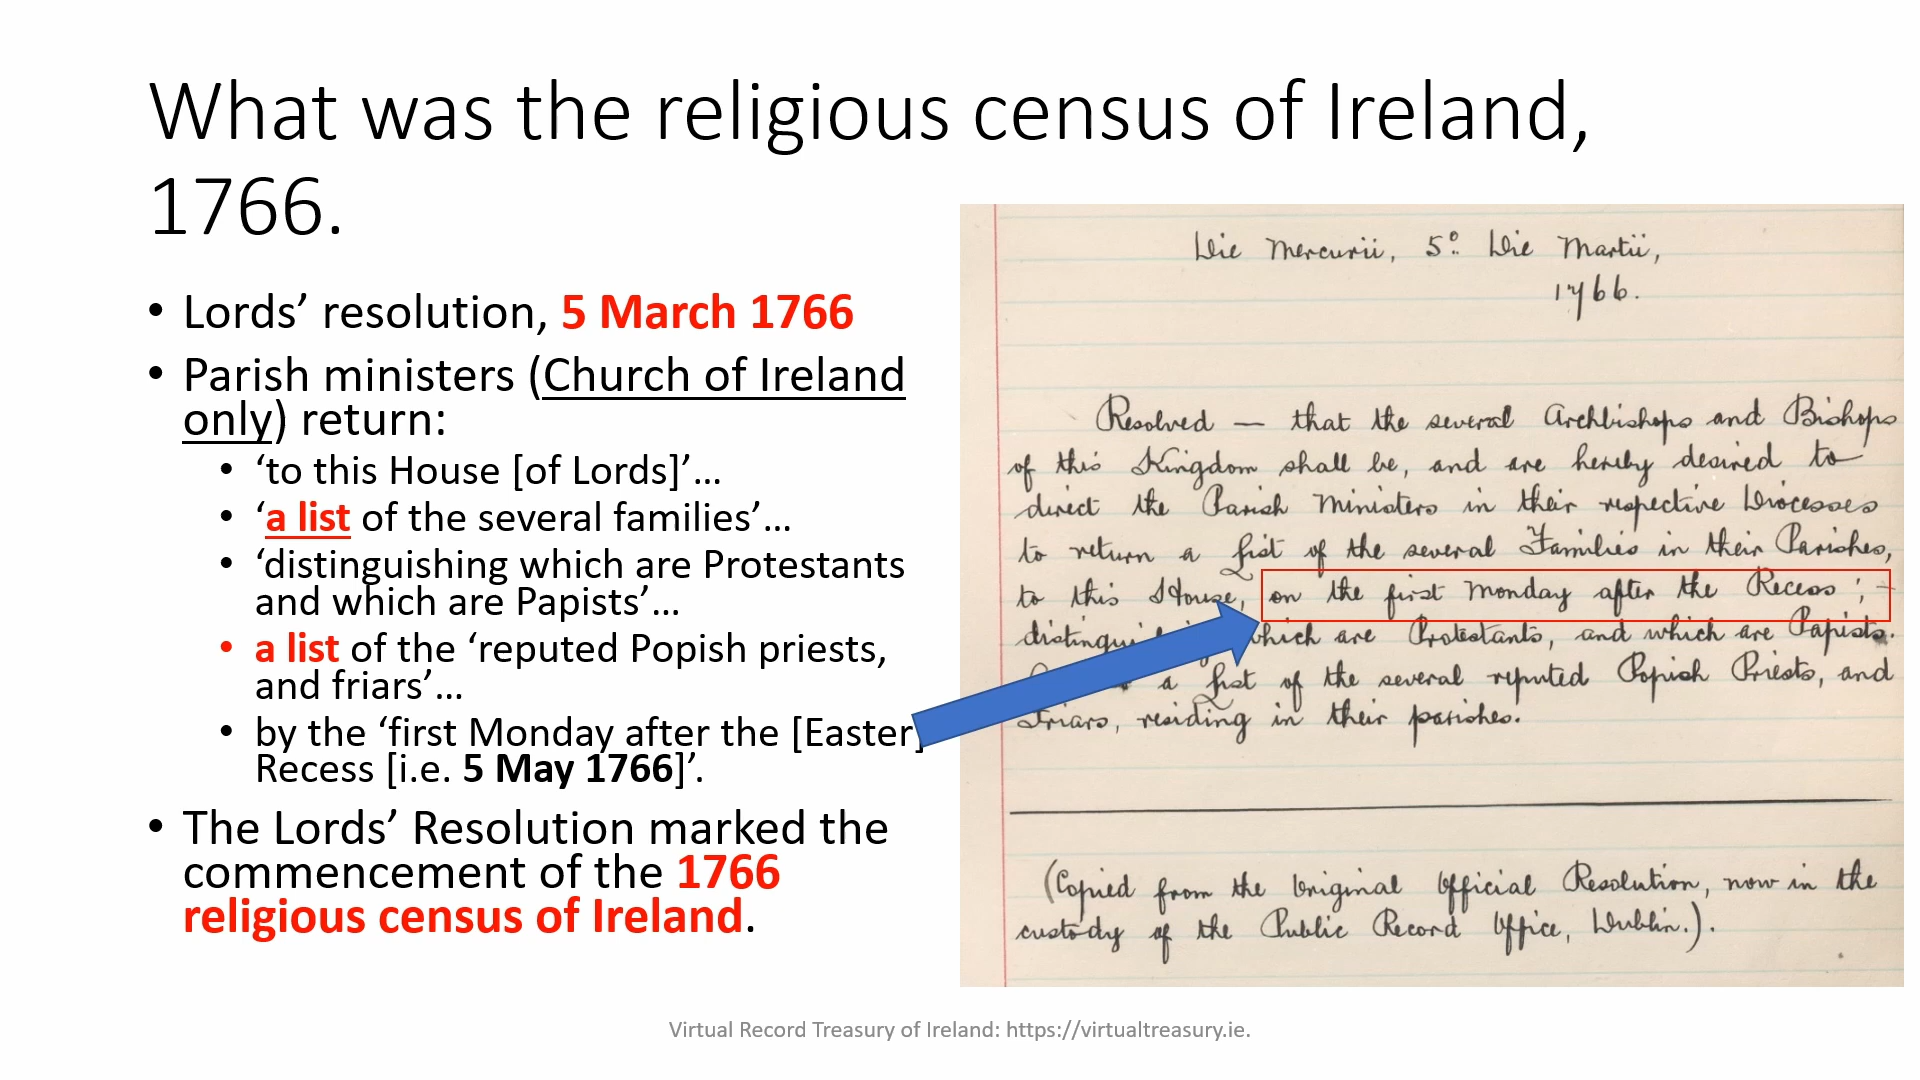 What was the religious census of Ireland,
1766.
• Lords’ resolution, 5 March 1766
• Parish ministers (Church of Ireland
only) return:
• ‘to this House [of Lords]’…
• ‘a list of the several families’…
• ‘distinguishing which are Protestants
and which are Papists’…
• a list of the ‘reputed Popish priests,
and friars’…
• by the ‘first Monday after the [Easter]
Recess [i.e. 5 May 1766]’.
• The Lords’ Resolution marked the
commencement of the 1766
religious census of Ireland.
Die Mercurii, 5º Die Martii,
1766.
Resolved — that the several Archbishops and Bishops
of this Kingdom shall be, and are hereby desired to
direct the Parish Ministers in their respective Diocesses
to return a List of the several Families in their Parishes,
to this House, on the first Monday after the Recess; —
which are Protestants, and which are Papists.
a List of the several reputed Popish Priests, and
Friars, residing in their parishes.
(Copied from the Original Official Resolution, now in the
custody of the Public Record Office, Dublin.).
Virtual Record Treasury of Ireland: https://virtualtreasury.ie.